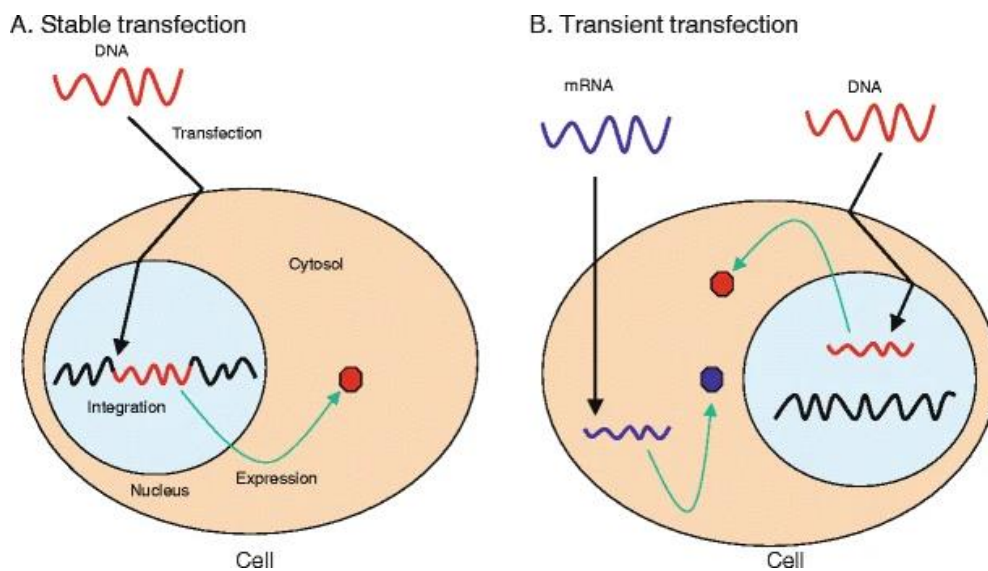 A. Stable transfection
DNA
Transfection
Cytosol
Integration
Nucleus
Expression
Cell
B. Transient transfection
mRNA
DNA
Cell